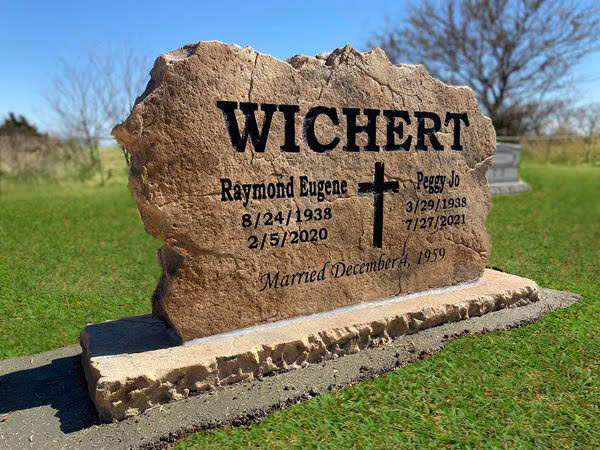 WICHERT
Raymond Eugene
8/24/1938
2/5/2020
Peggy Jo
3/29/1938
7/27/2021
Married December 4, 1959